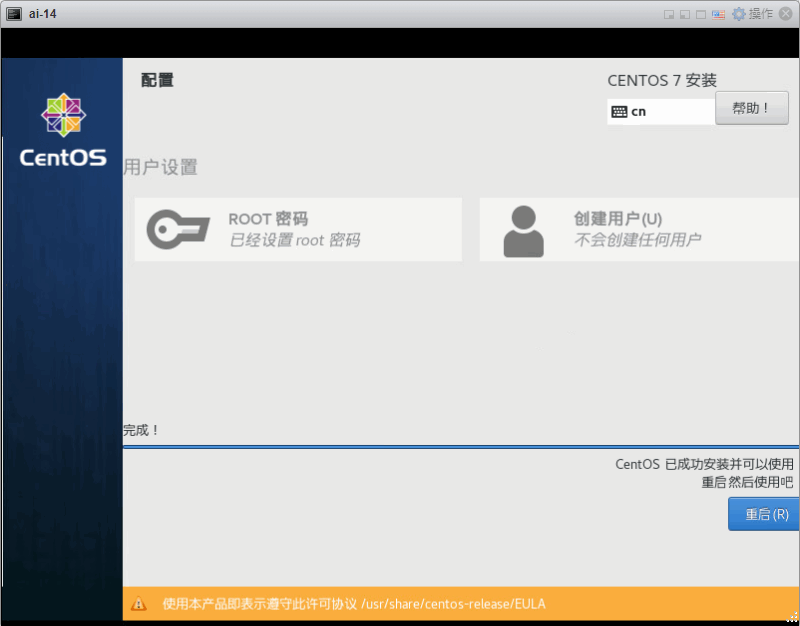 ai-14
操作
配置
CENTOS 7 安装
cn
帮助！
CentOS
用户设置
ROOT 密码
已经设置 root 密码
创建用户(U)
不会创建任何用户
完成！
CentOS 已成功安装并可以使用
重启然后使用吧
重启(R)
使用本产品即表示遵守此许可协议 /usr/share/centos-release/EULA